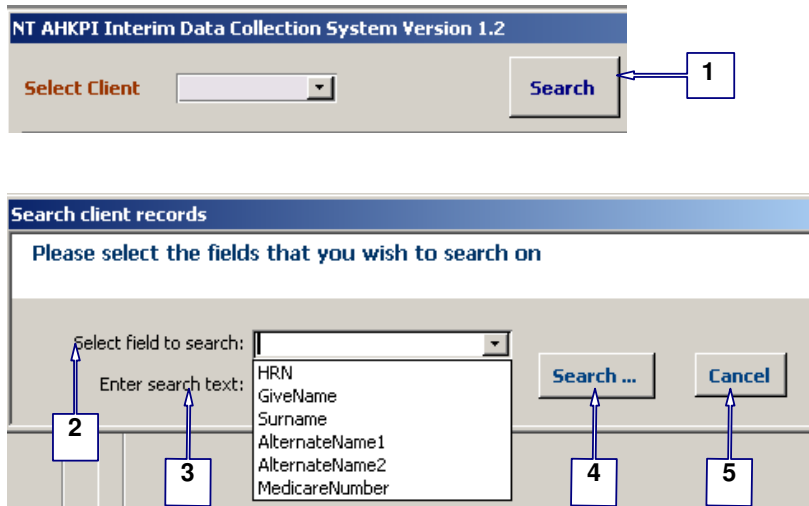 NT AHKPI Interim Data Collection System Version 1.2
Select Client
Search
1
Search client records
Please select the fields that you wish to search on
Select field to search:
Enter search text:
HRN
GiveName
Surname
AlternateName1
AlternateName2
MedicareNumber
Search ...
Cancel
2
3
4
5